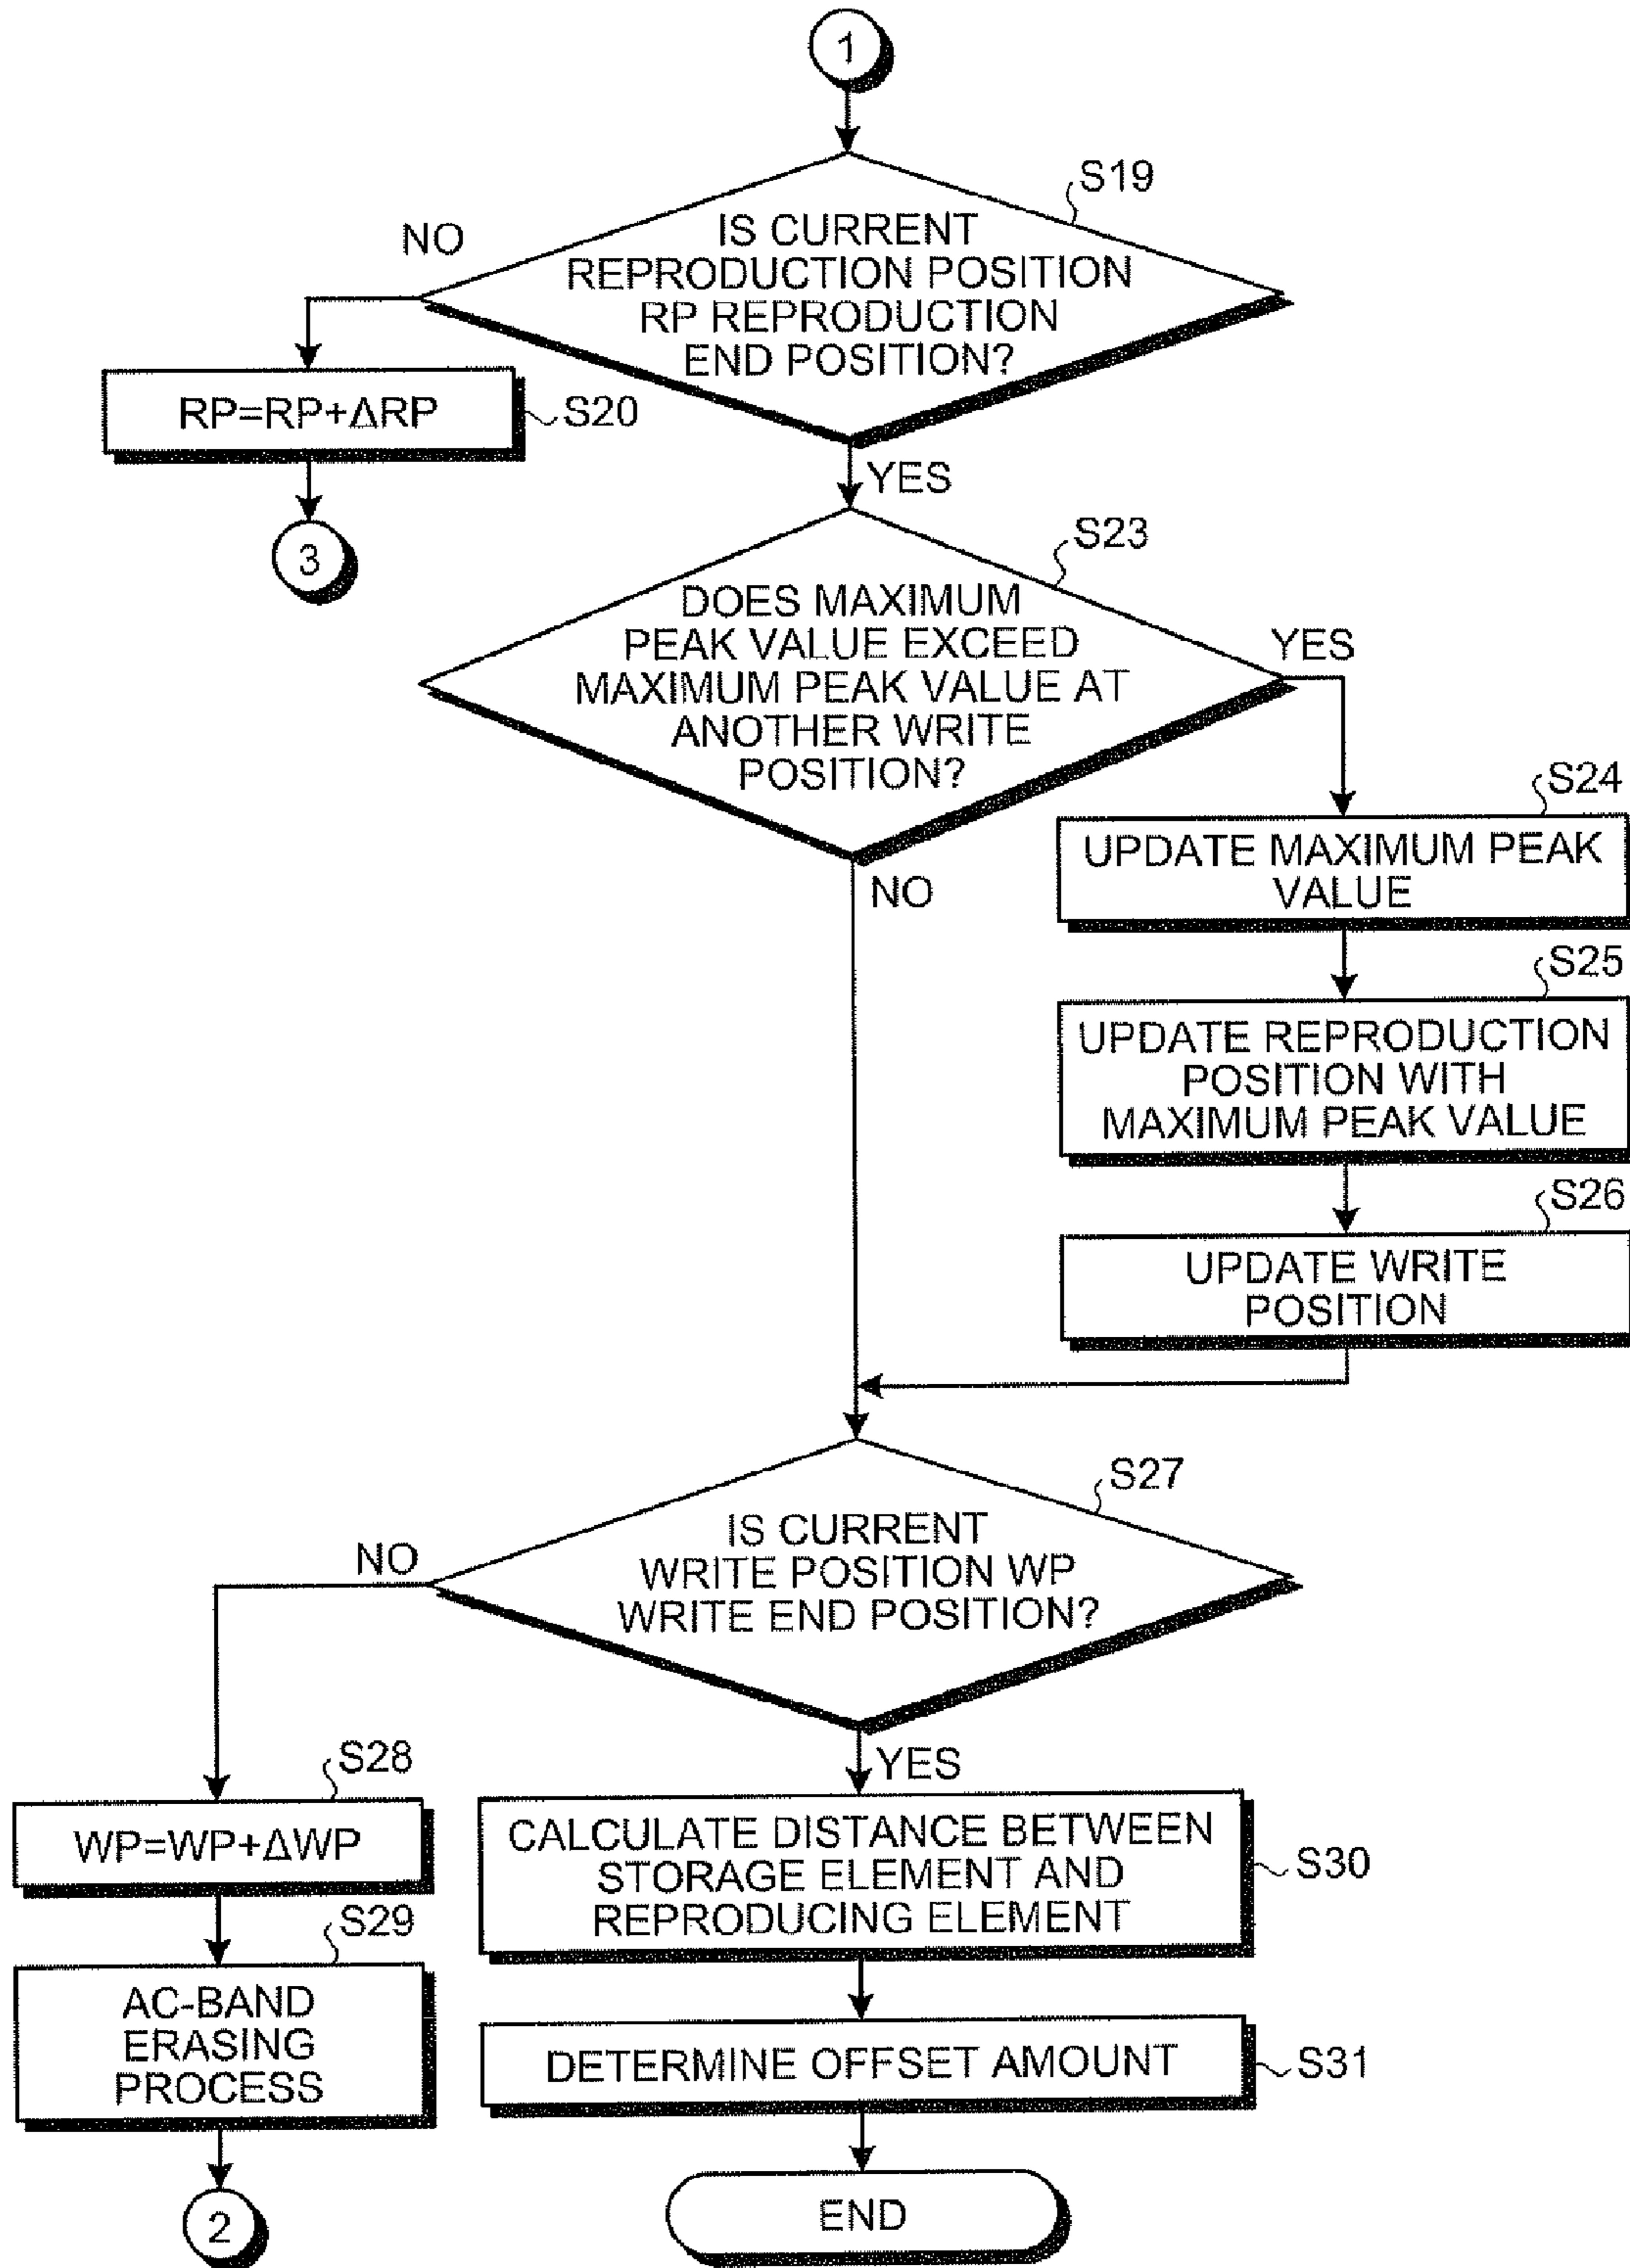 1
S19
NO
IS CURRENT
REPRODUCTION POSITION
RP REPRODUCTION
END POSITION?
RP=RP+ΔRP
S20
YES
3
S23
DOES MAXIMUM
PEAK VALUE EXCEED
MAXIMUM PEAK VALUE AT
ANOTHER WRITE
POSITION?
YES
NO
S24
UPDATE MAXIMUM PEAK
VALUE
S25
UPDATE REPRODUCTION
POSITION WITH
MAXIMUM PEAK VALUE
S26
UPDATE WRITE
POSITION
S27
IS CURRENT
WRITE POSITION WP
WRITE END POSITION?
NO
YES
S28
WP=WP+ΔWP
S29
AC-BAND
ERASING
PROCESS
2
CALCULATE DISTANCE BETWEEN
STORAGE ELEMENT AND
REPRODUCING ELEMENT
S30
DETERMINE OFFSET AMOUNT
S31
END